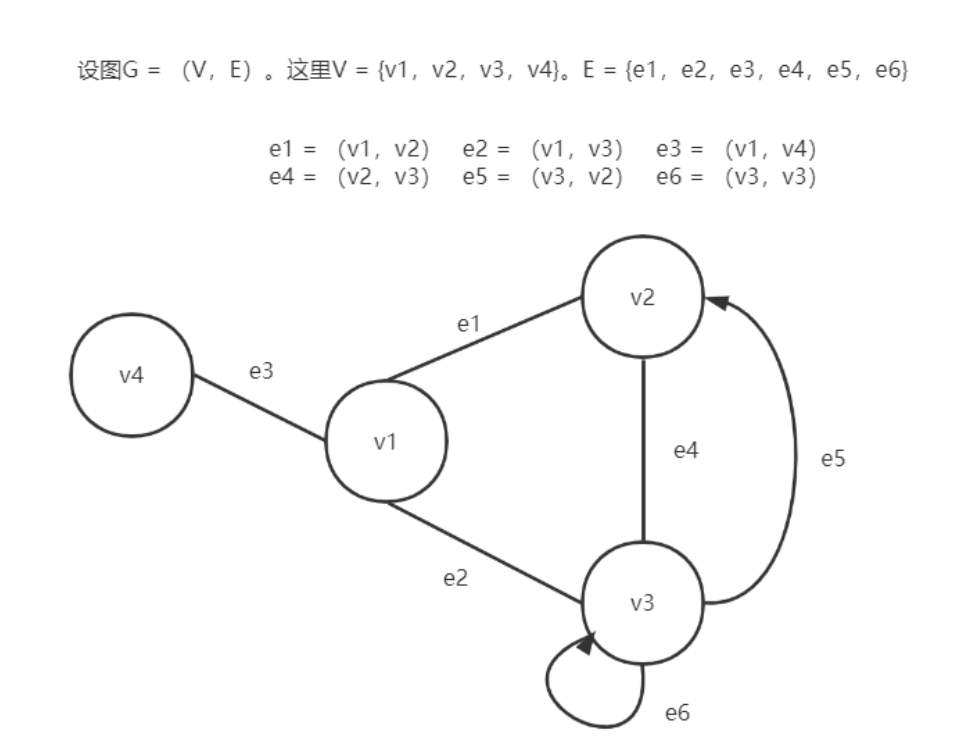 设图G = （V，E）。这里V = {v1，v2，v3，v4}。E = {e1，e2，e3，e4，e5，e6}
e1 = （v1，v2） e2 = （v1，v3） e3 = （v1，v4）
e4 = （v2，v3） e5 = （v3，v2） e6 = （v3，v3）
v2
e1
v4
e3
v1
e4
e5
e2
v3
e6